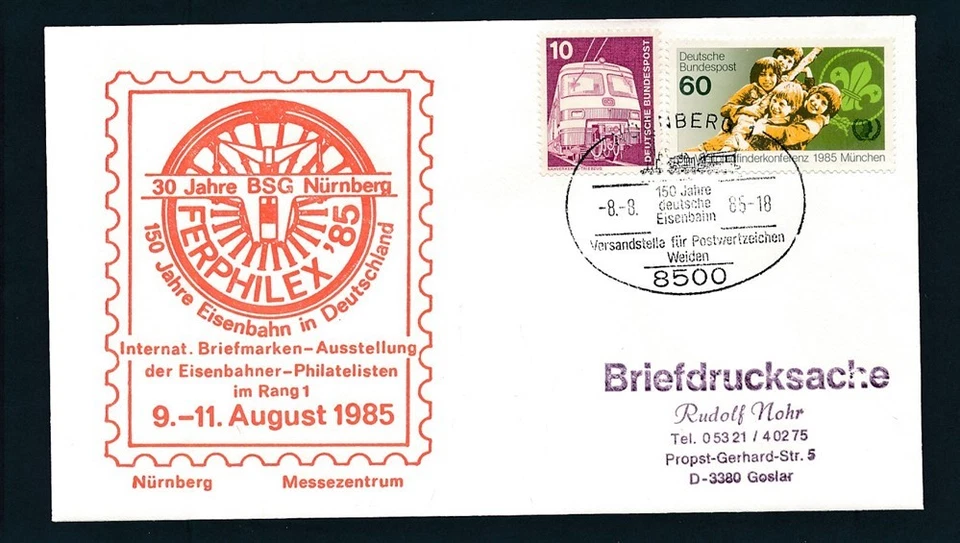 30 Jahre BSG Nürnberg
FERPHILEX '85
150 Jahre Eisenbahn in Deutschland
Internat. Briefmarken-Ausstellung
der Eisenbahner-Philatelisten
im Rang 1
9.-11. August 1985
Nürnberg Messezentrum
10
DEUTSCHE BUNDESPOST
Deutsche
Bundespost
60
finderkonferenz 1985 München
NBERG
150 Jahre
deutsche
Eisenbahn
-8.-8. 85-18
Versandstelle für Postwertzeichen
Weiden
8500
Briefdrucksache
Rudolf Nohr
Tel. 05321 / 40275
Propst-Gerhard-Str. 5
D-3380 Goslar